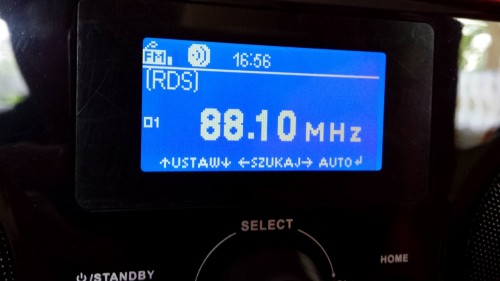 FM 16:56
(RDS)
01 88.10 MHz
↑USTAW↓ ←SZUKAJ→ AUTO↲
SELECT
HOME
⏻/STANDBY